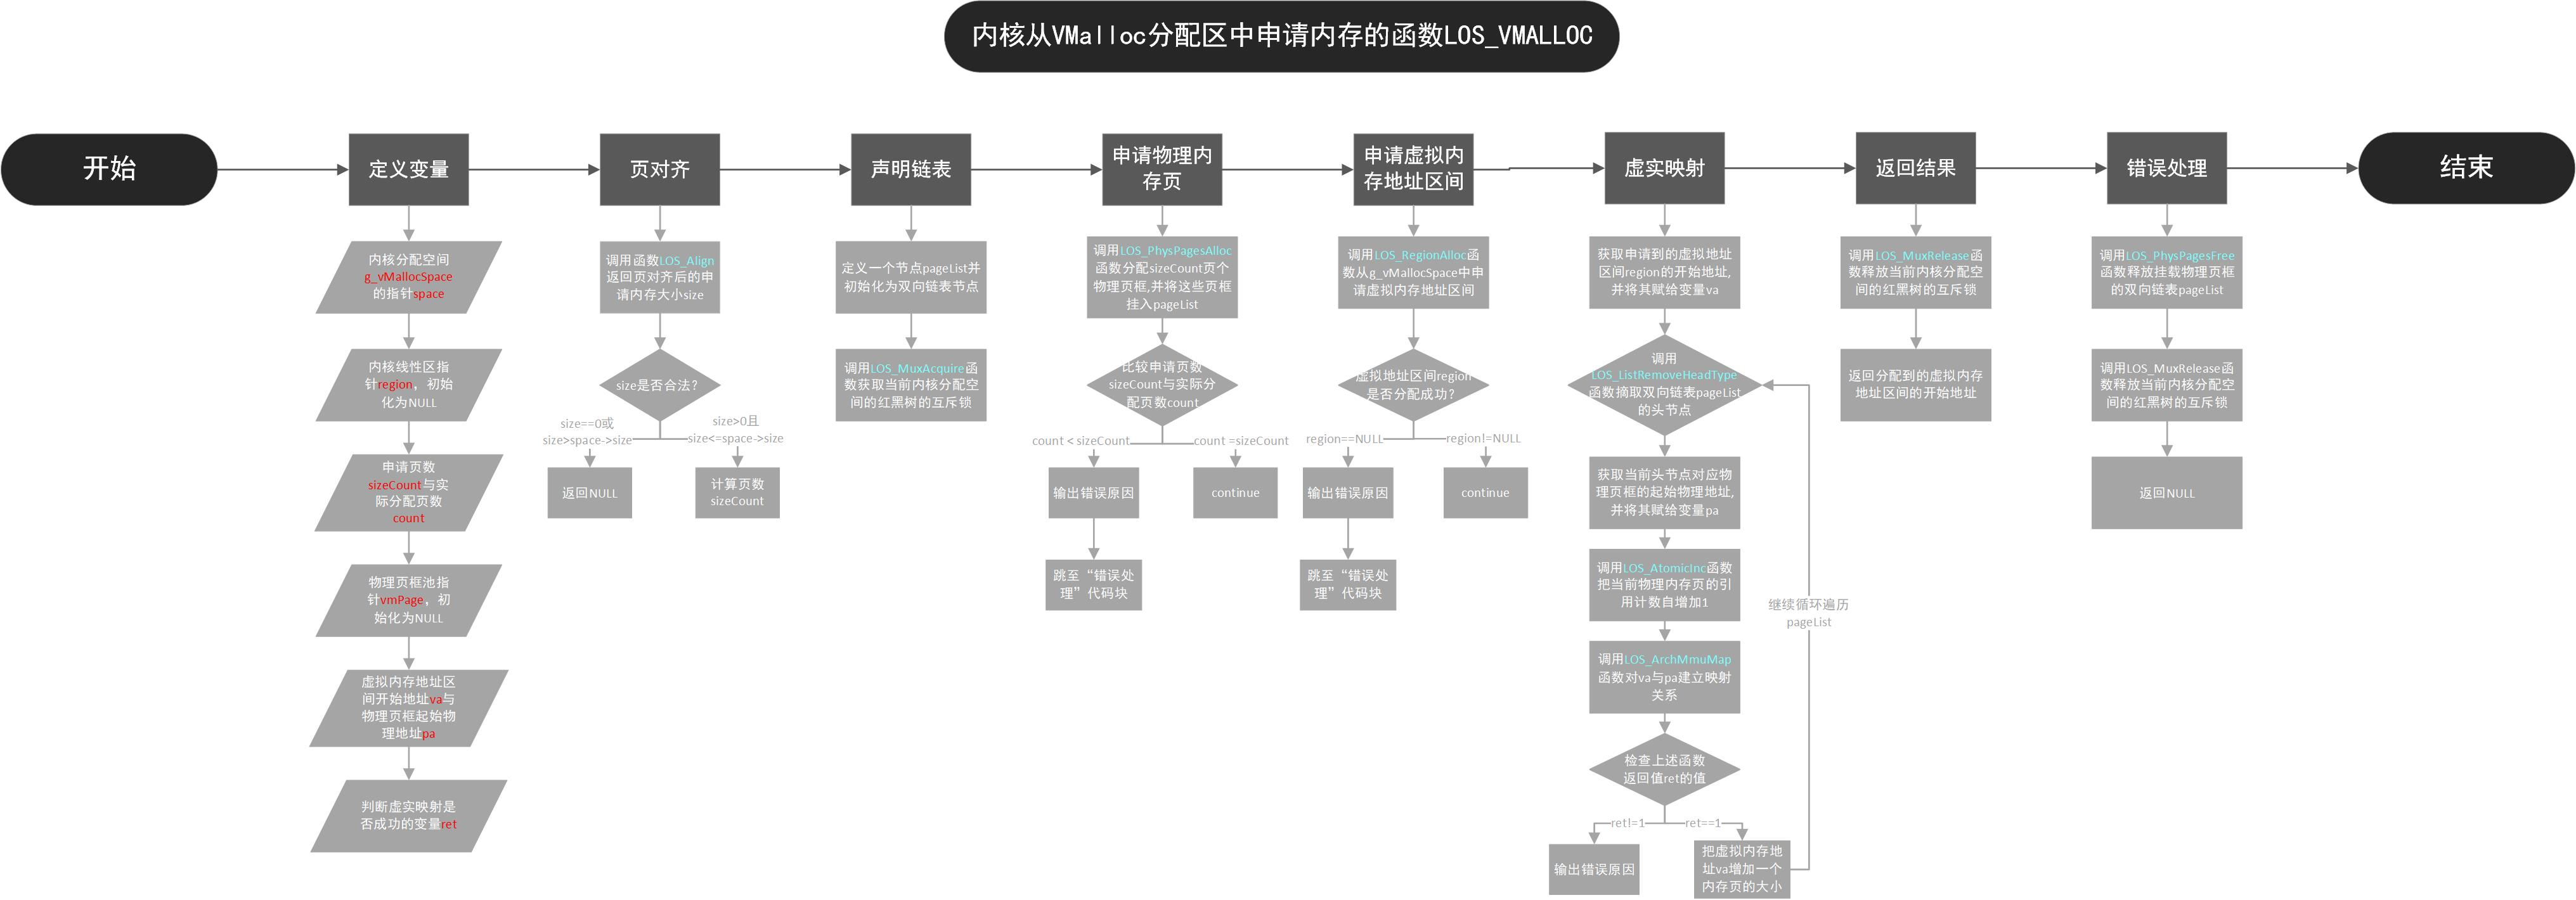 内核从VMalloc分配区中申请内存的函数LOS_VMALLOC
开始
定义变量
内核分配空间
g_vMallocSpace
的指针space
内核线性区指
针region，初始
化为NULL
申请页数
sizeCount与实
际分配页数
count
物理页框池指
针vmPage，初
始化为NULL
虚拟内存地址区
间开始地址va与
物理页框起始物
理地址pa
判断虚实映射是
否成功的变量ret
页对齐
调用函数LOS_Align
返回页对齐后的申
请内存大小size
size是否合法？
size==0或
size>space->size
size>0且
size<=space->size
返回NULL
计算页数
sizeCount
声明链表
定义一个节点pageList并
初始化为双向链表节点
调用LOS_MuxAcquire函
数获取当前内核分配空
间的红黑树的互斥锁
申请物理内
存页
调用LOS_PhysPagesAlloc
函数分配sizeCount页个
物理页框,并将这些页框
挂入pageList
比较申请页数
sizeCount与实际分
配页数count
count < sizeCount
count =sizeCount
输出错误原因
continue
跳至“错误处
理”代码块
申请虚拟内
存地址区间
调用LOS_RegionAlloc函
数从g_vMallocSpace中申
请虚拟内存地址区间
虚拟地址区间region
是否分配成功？
region==NULL
region!=NULL
输出错误原因
continue
跳至“错误处
理”代码块
虚实映射
获取申请到的虚拟地址
区间region的开始地址,
并将其赋给变量va
调用
LOS_ListRemoveHeadType
函数摘取双向链表pageList
的头节点
获取当前头节点对应物
理页框的起始物理地址,
并将其赋给变量pa
调用LOS_AtomicInc函数
把当前物理内存页的引
用计数自增加1
调用LOS_ArchMmuMap
函数对va与pa建立映射
关系
检查上述函数
返回值ret的值
ret!=1
ret==1
输出错误原因
把虚拟内存地
址va增加一个
内存页的大小
继续循环遍历
pageList
返回结果
调用LOS_MuxRelease函
数释放当前内核分配空
间的红黑树的互斥锁
返回分配到的虚拟内存
地址区间的开始地址
错误处理
调用LOS_PhysPagesFree
函数释放挂载物理页框
的双向链表pageList
调用LOS_MuxRelease函
数释放当前内核分配空
间的红黑树的互斥锁
返回NULL
结束